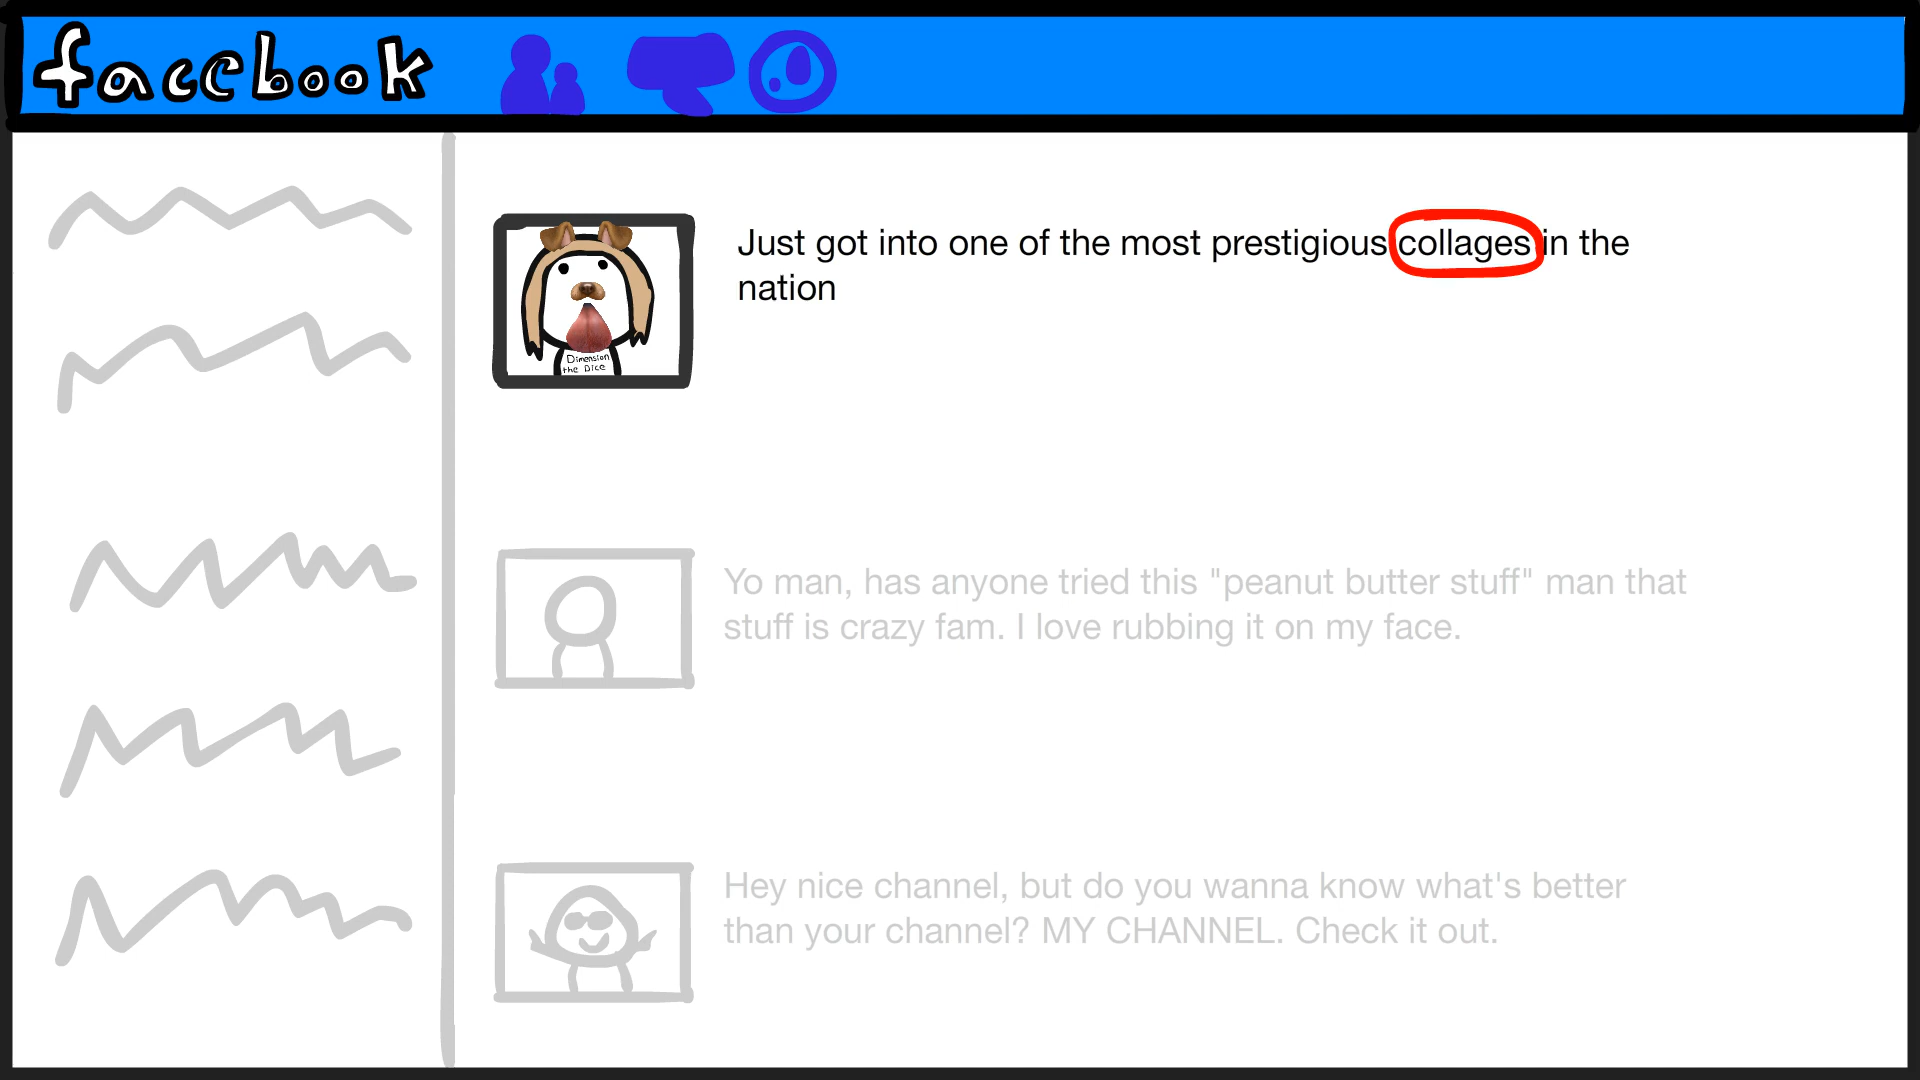 facebook
Just got into one of the most prestigious collages in the
nation
Dimension
the Dice
Yo man, has anyone tried this "peanut butter stuff" man that
stuff is crazy fam. I love rubbing it on my face.
Hey nice channel, but do you wanna know what's better
than your channel? MY CHANNEL. Check it out.